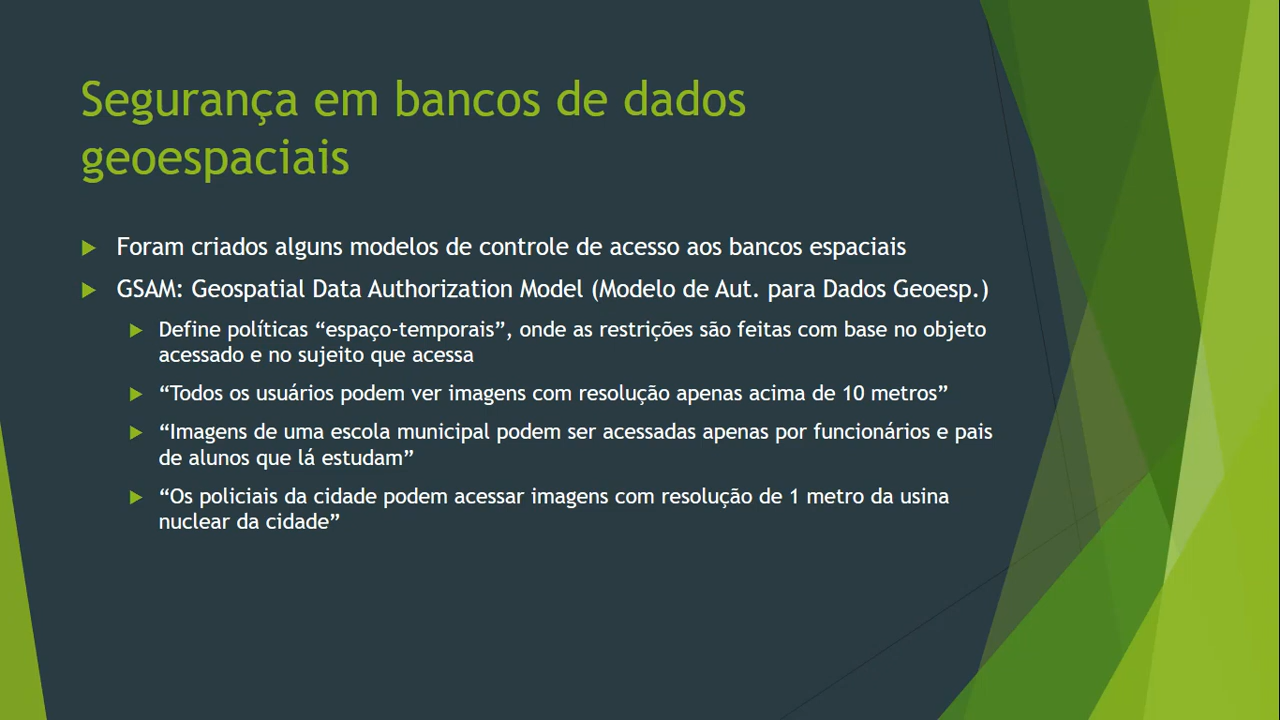 Segurança em bancos de dados
geoespaciais
Foram criados alguns modelos de controle de acesso aos bancos espaciais
GSAM: Geospatial Data Authorization Model (Modelo de Aut. para Dados Geoesp.)
Define políticas “espaço-temporais”, onde as restrições são feitas com base no objeto
acessado e no sujeito que acessa
“Todos os usuários podem ver imagens com resolução apenas acima de 10 metros”
“Imagens de uma escola municipal podem ser acessadas apenas por funcionários e pais
de alunos que lá estudam”
“Os policiais da cidade podem acessar imagens com resolução de 1 metro da usina
nuclear da cidade”